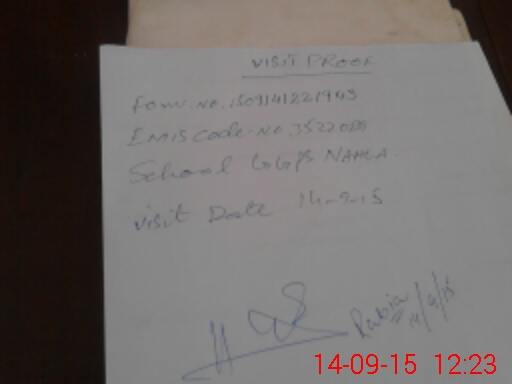 VISIT PROOF
Form.No.1509141221943
EMIS Code-No.3522
School GGPS NAHLA.
visit Date 14-9-15
Rabia
14/9/15
14-09-15 12:23